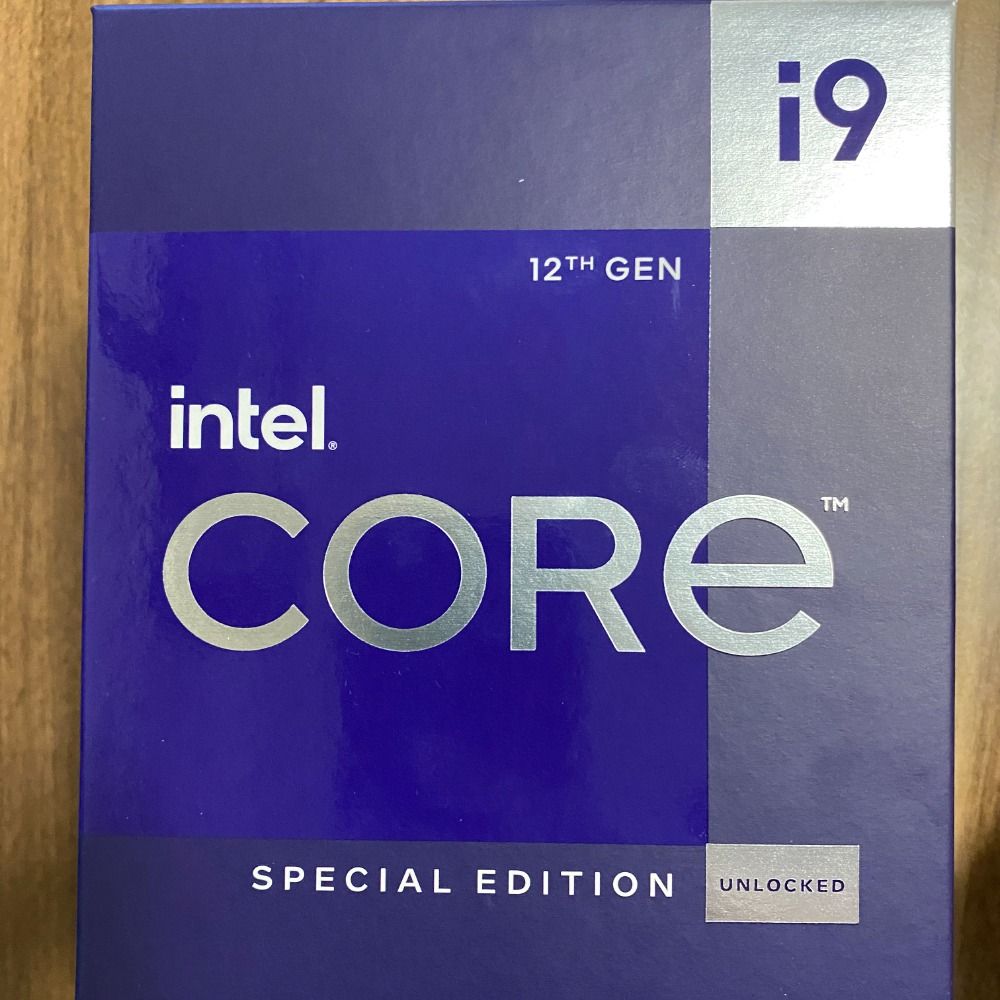 i9
12TH GEN
intel®
CORe™
SPECIAL EDITION
UNLOCKED